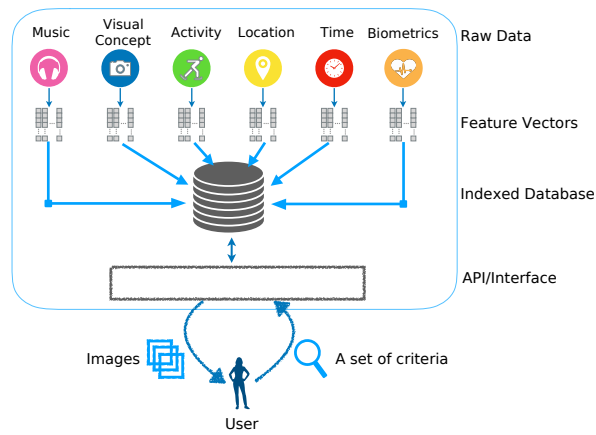 Music
Visual
Concept
Activity
Location
Time
Biometrics
Raw Data
Feature Vectors
Indexed Database
API/Interface
Images
A set of criteria
User